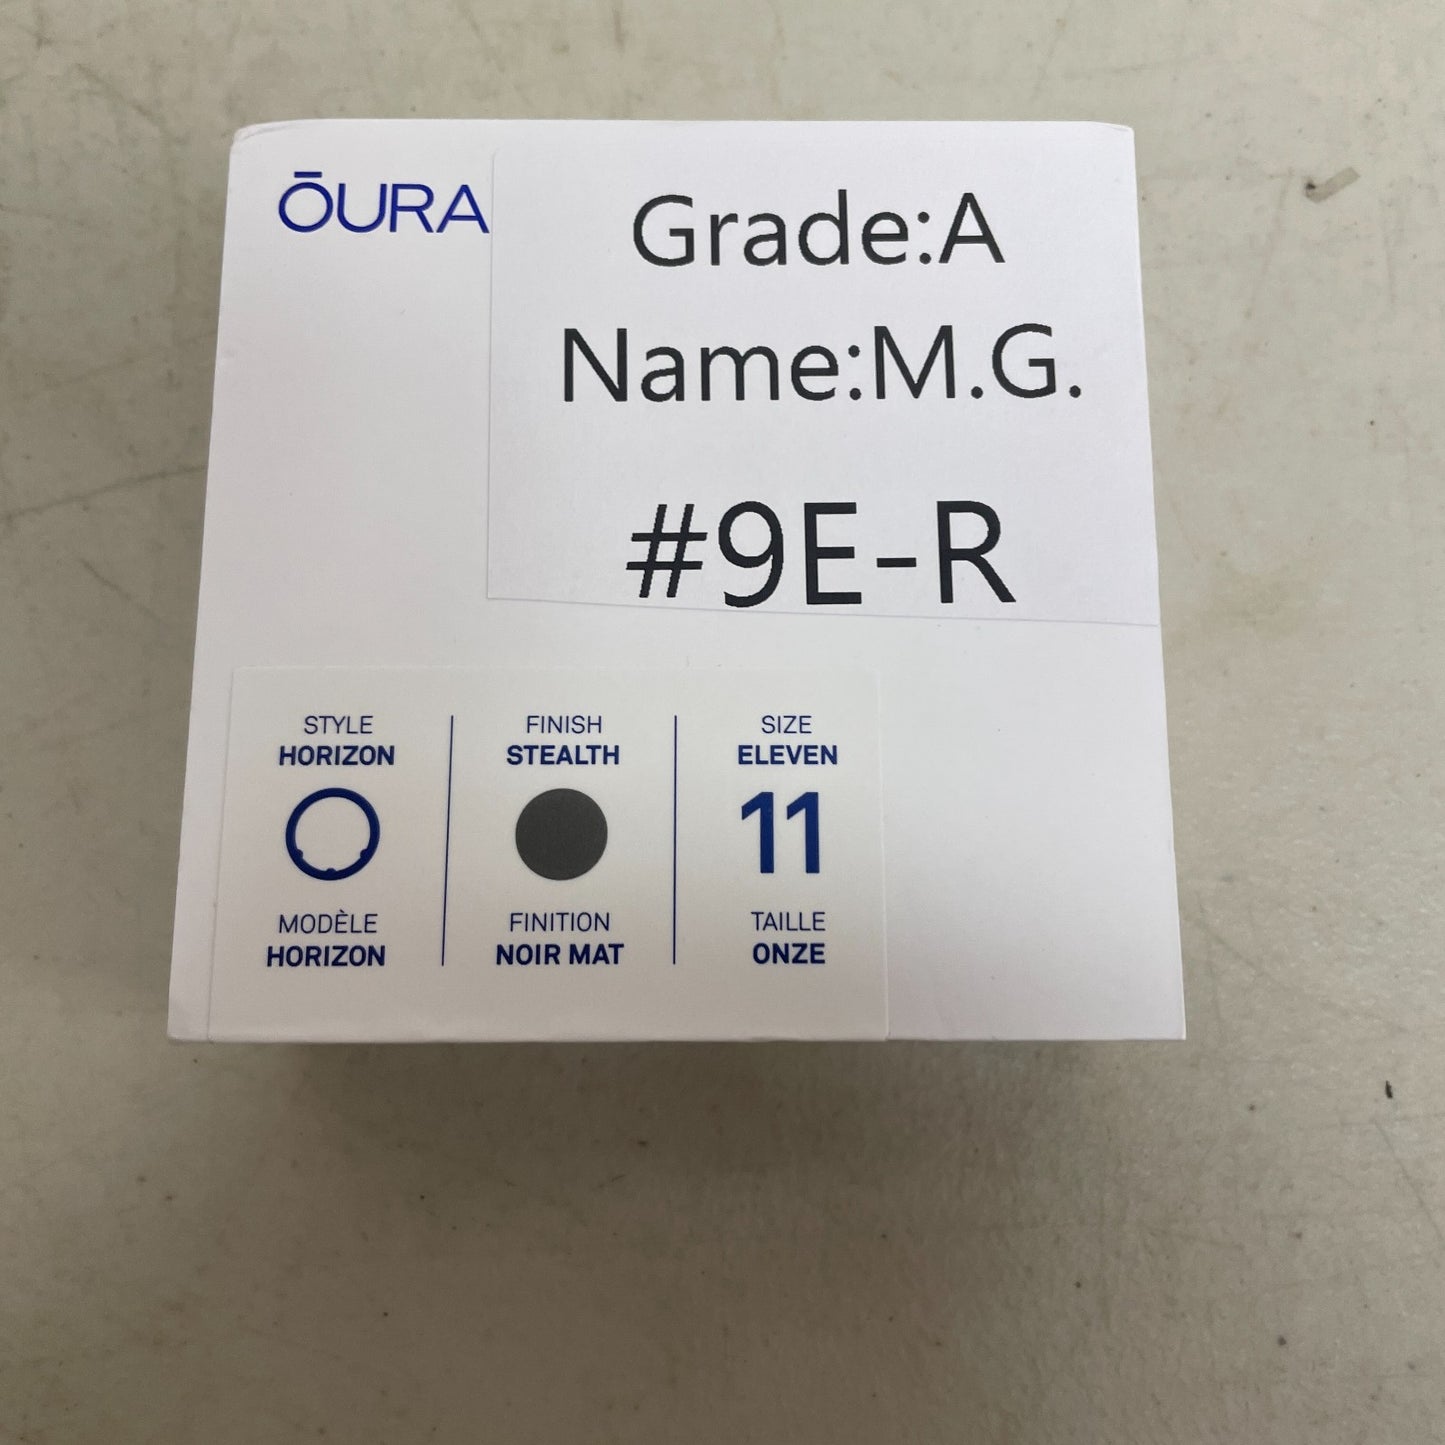 ŌURA
Grade:A
Name:M.G.
#9E-R
STYLE
HORIZON
MODÈLE
HORIZON
FINISH
STEALTH
FINITION
NOIR MAT
SIZE
ELEVEN
11
TAILLE
ONZE